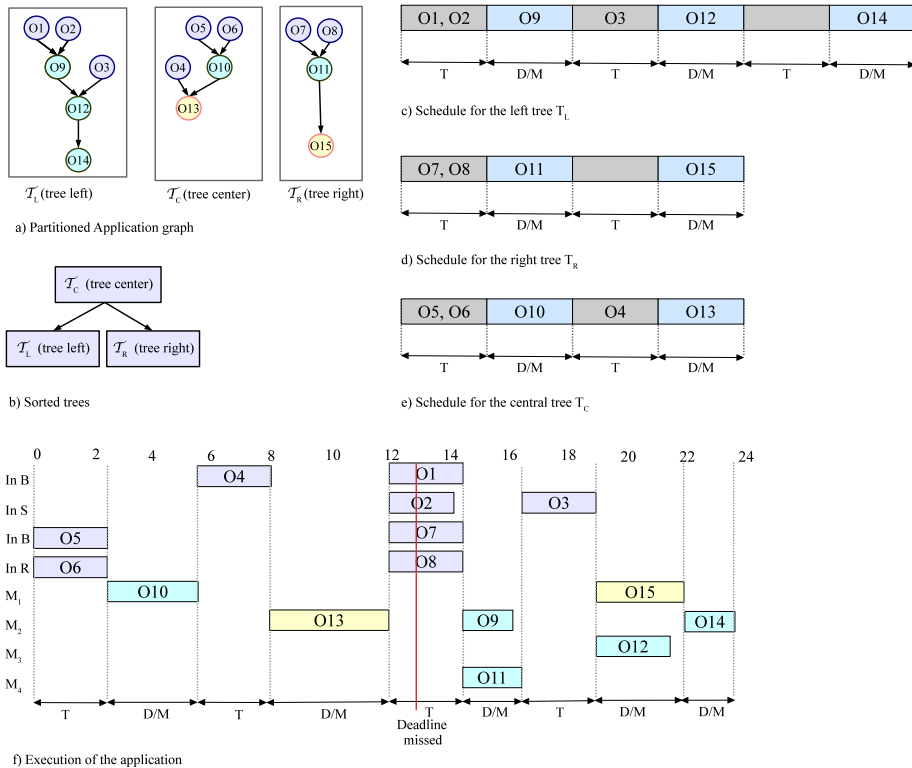 O1 O2
O9 O3
O12
O14
𝒯L (tree left)
O5 O6
O4 O10
O13
𝒯C (tree center)
O7 O8
O11
O15
𝒯R (tree right)
a) Partitioned Application graph
𝒯C (tree center)
𝒯L (tree left) 𝒯R (tree right)
b) Sorted trees
O1, O2 O9 O3 O12 O14
T D/M T D/M T D/M
c) Schedule for the left tree TL
O7, O8 O11 O15
T D/M T D/M
d) Schedule for the right tree TR
O5, O6 O10 O4 O13
T D/M T D/M
e) Schedule for the central tree TC
0 2 4 6 8 10 12 14 16 18 20 22 24
In B O4 O1
In S O2 O3
In B O5 O7
In R O6 O8
M1 O10 O15
M2 O13 O9 O14
M3 O12
M4 O11
T D/M T D/M T D/M T D/M D/M
Deadline
missed
f) Execution of the application